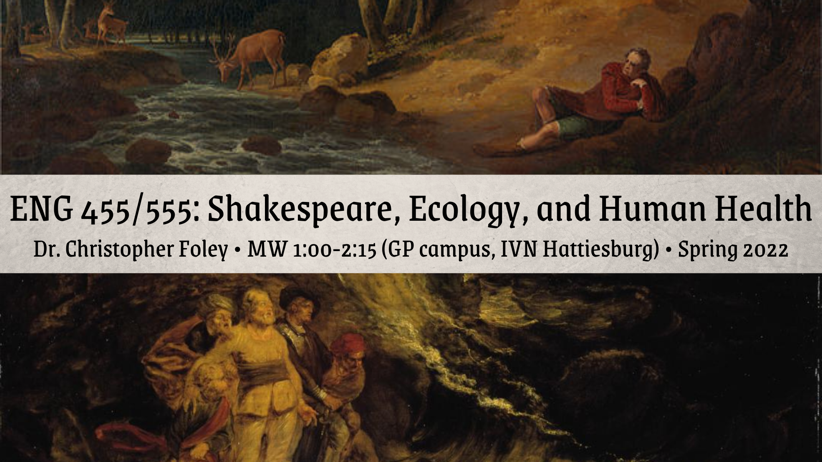 ENG 455/555: Shakespeare, Ecology, and Human Health
Dr. Christopher Foley • MW 1:00-2:15 (GP campus, IVN Hattiesburg) • Spring 2022